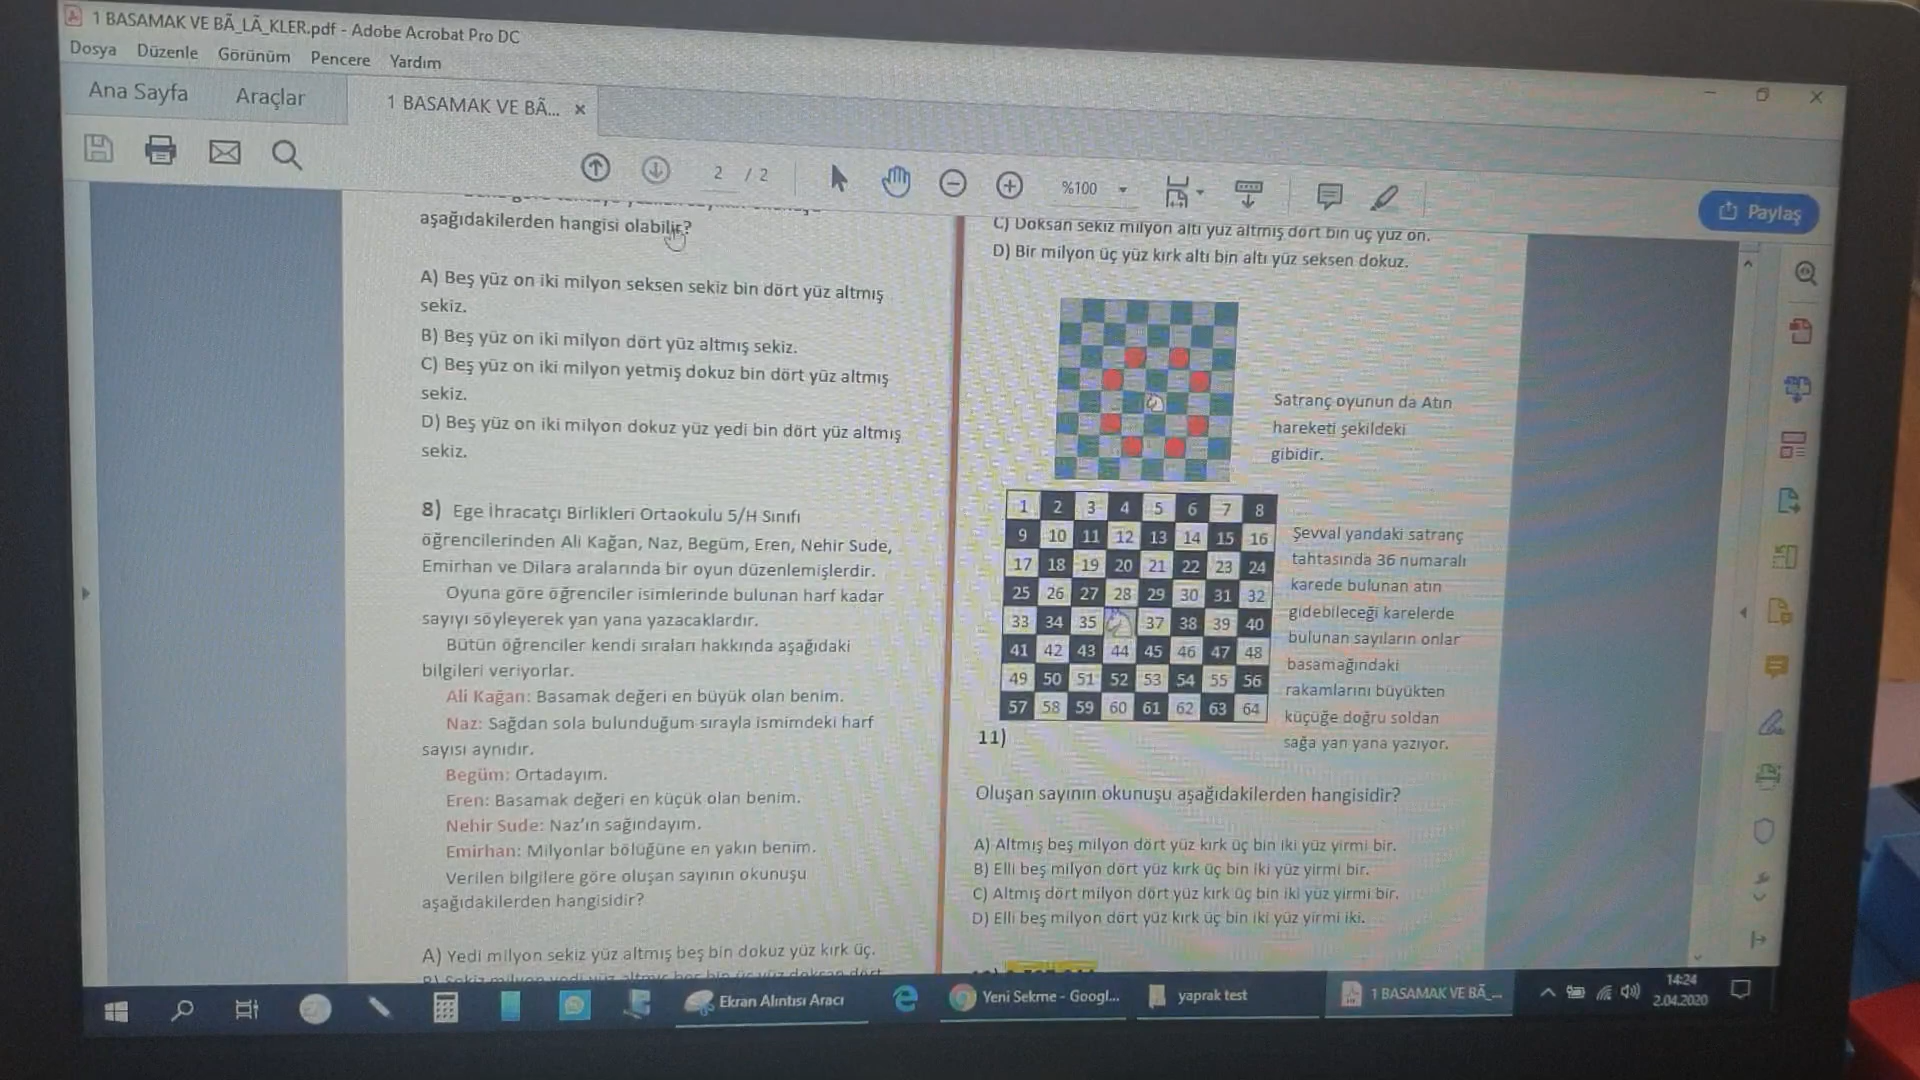 1 BASAMAK VE BÃ_LÃ_KLER.pdf - Adobe Acrobat Pro DC
Dosya Düzenle Görünüm Pencere Yardım
Ana Sayfa Araçlar 1 BASAMAK VE BÃ... ×
2 / 2 %100
Paylaş
aşağıdakilerden hangisi olabilir?
A) Beş yüz on iki milyon seksen sekiz bin dört yüz altmış
sekiz.
B) Beş yüz on iki milyon dört yüz altmış sekiz.
C) Beş yüz on iki milyon yetmiş dokuz bin dört yüz altmış
sekiz.
D) Beş yüz on iki milyon dokuz yüz yedi bin dört yüz altmış
sekiz.
8) Ege İhracatçı Birlikleri Ortaokulu 5/H Sınıfı
öğrencilerinden Ali Kağan, Naz, Begüm, Eren, Nehir Sude,
Emirhan ve Dilara aralarında bir oyun düzenlemişlerdir.
Oyuna göre öğrenciler isimlerinde bulunan harf kadar
sayıyı söyleyerek yan yana yazacaklardır.
Bütün öğrenciler kendi sıraları hakkında aşağıdaki
bilgileri veriyorlar.
Ali Kağan: Basamak değeri en büyük olan benim.
Naz: Sağdan sola bulunduğum sırayla ismimdeki harf
sayısı aynıdır.
Begüm: Ortadayım.
Eren: Basamak değeri en küçük olan benim.
Nehir Sude: Naz'ın sağındayım.
Emirhan: Milyonlar bölüğüne en yakın benim.
Verilen bilgilere göre oluşan sayının okunuşu
aşağıdakilerden hangisidir?
A) Yedi milyon sekiz yüz altmış beş bin dokuz yüz kırk üç.
C) Doksan sekiz milyon altı yüz altmış dört bin üç yüz on.
D) Bir milyon üç yüz kırk altı bin altı yüz seksen dokuz.
Satranç oyunun da Atın
hareketi şekildeki
gibidir.
1 2 3 4 5 6 7 8
9 10 11 12 13 14 15 16
17 18 19 20 21 22 23 24
25 26 27 28 29 30 31 32
33 34 35 37 38 39 40
41 42 43 44 45 46 47 48
49 50 51 52 53 54 55 56
57 58 59 60 61 62 63 64
Şevval yandaki satranç
tahtasında 36 numaralı
karede bulunan atın
gidebileceği karelerde
bulunan sayıların onlar
basamağındaki
rakamlarını büyükten
küçüğe doğru soldan
sağa yan yana yazıyor.
11)
Oluşan sayının okunuşu aşağıdakilerden hangisidir?
A) Altmış beş milyon dört yüz kırk üç bin iki yüz yirmi bir.
B) Elli beş milyon dört yüz kırk üç bin iki yüz yirmi bir.
C) Altmış dört milyon dört yüz kırk üç bin iki yüz yirmi bir.
D) Elli beş milyon dört yüz kırk üç bin iki yüz yirmi iki.
Ekran Alıntısı Aracı
Yeni Sekme - Googl...
yaprak test
1 BASAMAK VE BÃ_...
14:24
2.04.2020